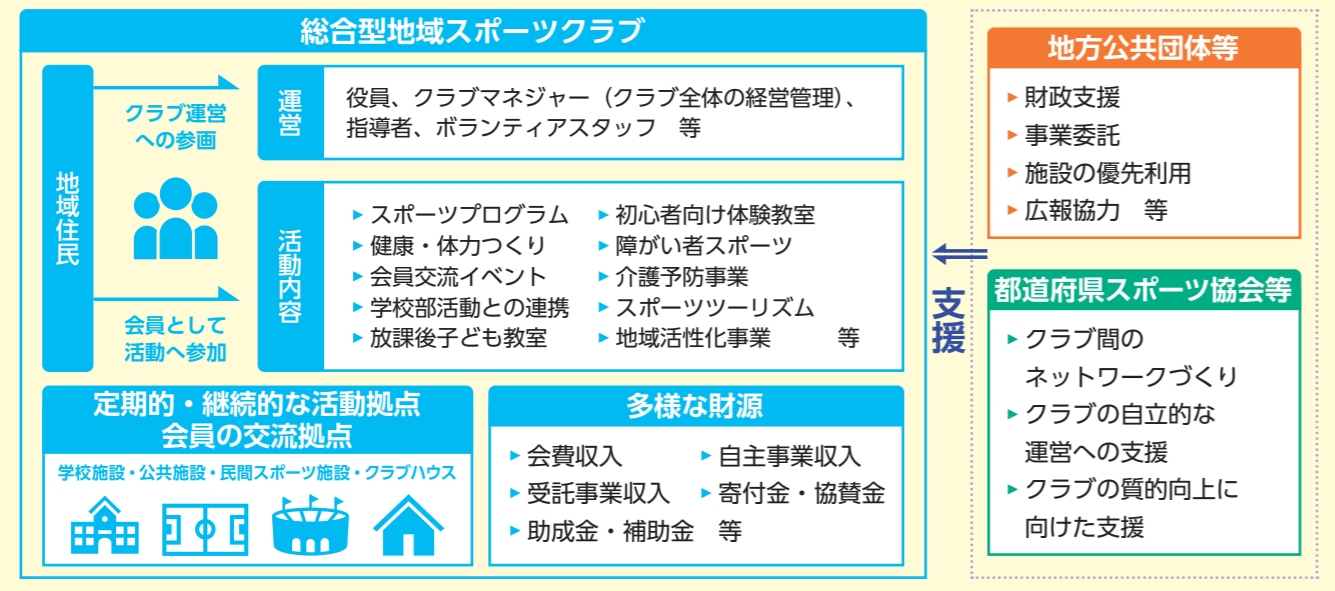 総合型地域スポーツクラブ
地域住民
クラブ運営
への参画
会員として
活動へ参加
運営
役員、クラブマネジャー（クラブ全体の経営管理）、
指導者、ボランティアスタッフ　等
活動内容
▶ スポーツプログラム
▶ 健康・体力つくり
▶ 会員交流イベント
▶ 学校部活動との連携
▶ 放課後子ども教室
▶ 初心者向け体験教室
▶ 障がい者スポーツ
▶ 介護予防事業
▶ スポーツツーリズム
▶ 地域活性化事業　等
定期的・継続的な活動拠点
会員の交流拠点
学校施設・公共施設・民間スポーツ施設・クラブハウス
多様な財源
▶ 会費収入
▶ 自主事業収入
▶ 受託事業収入
▶ 寄付金・協賛金
▶ 助成金・補助金　等
支援
地方公共団体等
▶ 財政支援
▶ 事業委託
▶ 施設の優先利用
▶ 広報協力　等
都道府県スポーツ協会等
▶ クラブ間の
ネットワークづくり
▶ クラブの自立的な
運営への支援
▶ クラブの質的向上に
向けた支援